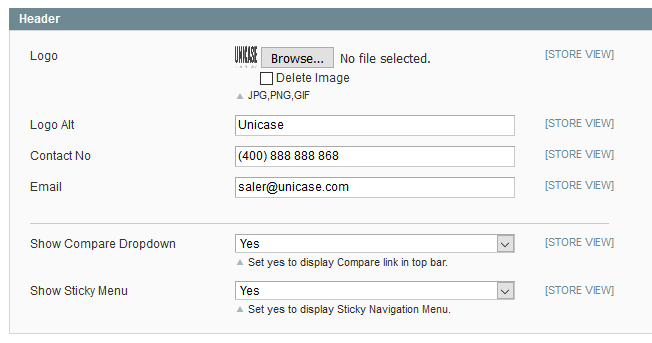 Header
Logo UNICASE Browse... No file selected. [STORE VIEW]
Delete Image
JPG,PNG,GIF
Logo Alt Unicase [STORE VIEW]
Contact No (400) 888 888 868 [STORE VIEW]
Email saler@unicase.com [STORE VIEW]
Show Compare Dropdown Yes [STORE VIEW]
Set yes to display Compare link in top bar.
Show Sticky Menu Yes [STORE VIEW]
Set yes to display Sticky Navigation Menu.